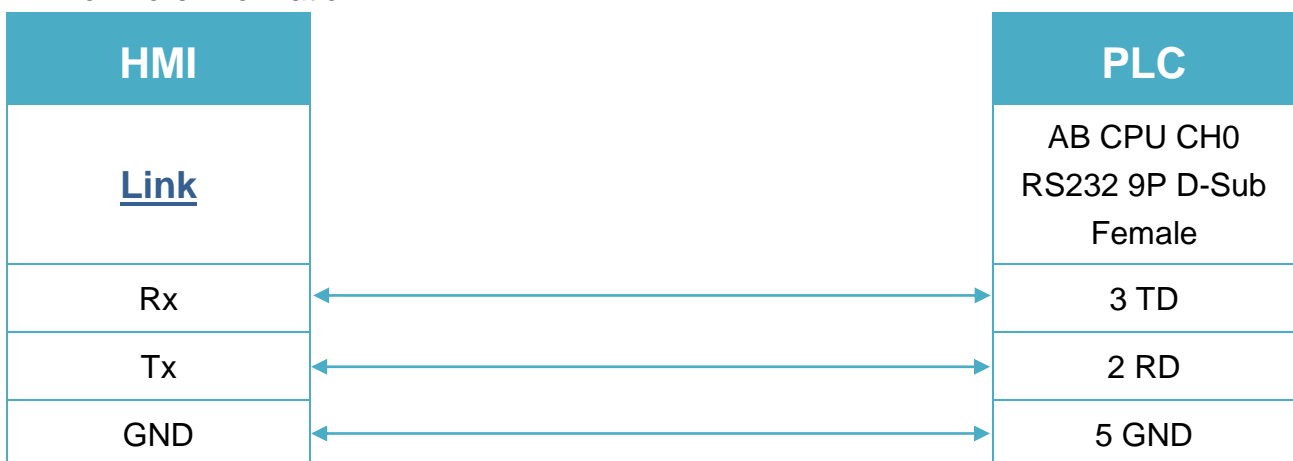 HMI
PLC
Link
AB CPU CH0
RS232 9P D-Sub
Female
Rx
3 TD
Tx
2 RD
GND
5 GND